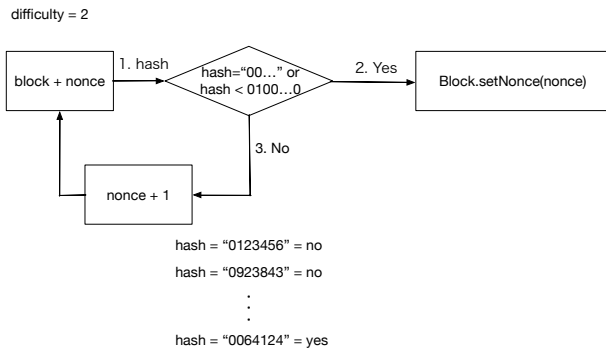 difficulty = 2
block + nonce
1. hash
hash=“00...” or
hash < 0100...0
2. Yes
Block.setNonce(nonce)
3. No
nonce + 1
hash = “0123456” = no
hash = “0923843” = no
.
.
.
hash = “0064124” = yes